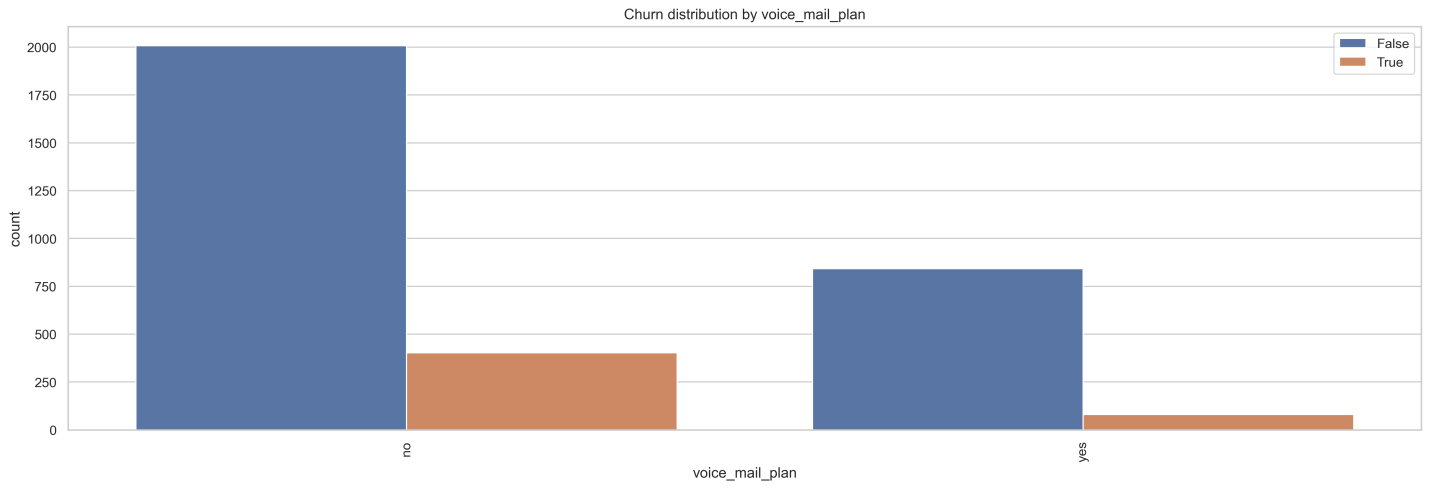 Churn distribution by voice_mail_plan
False
True
2000
1750
1500
1250
1000
750
500
250
0
count
no
yes
voice_mail_plan